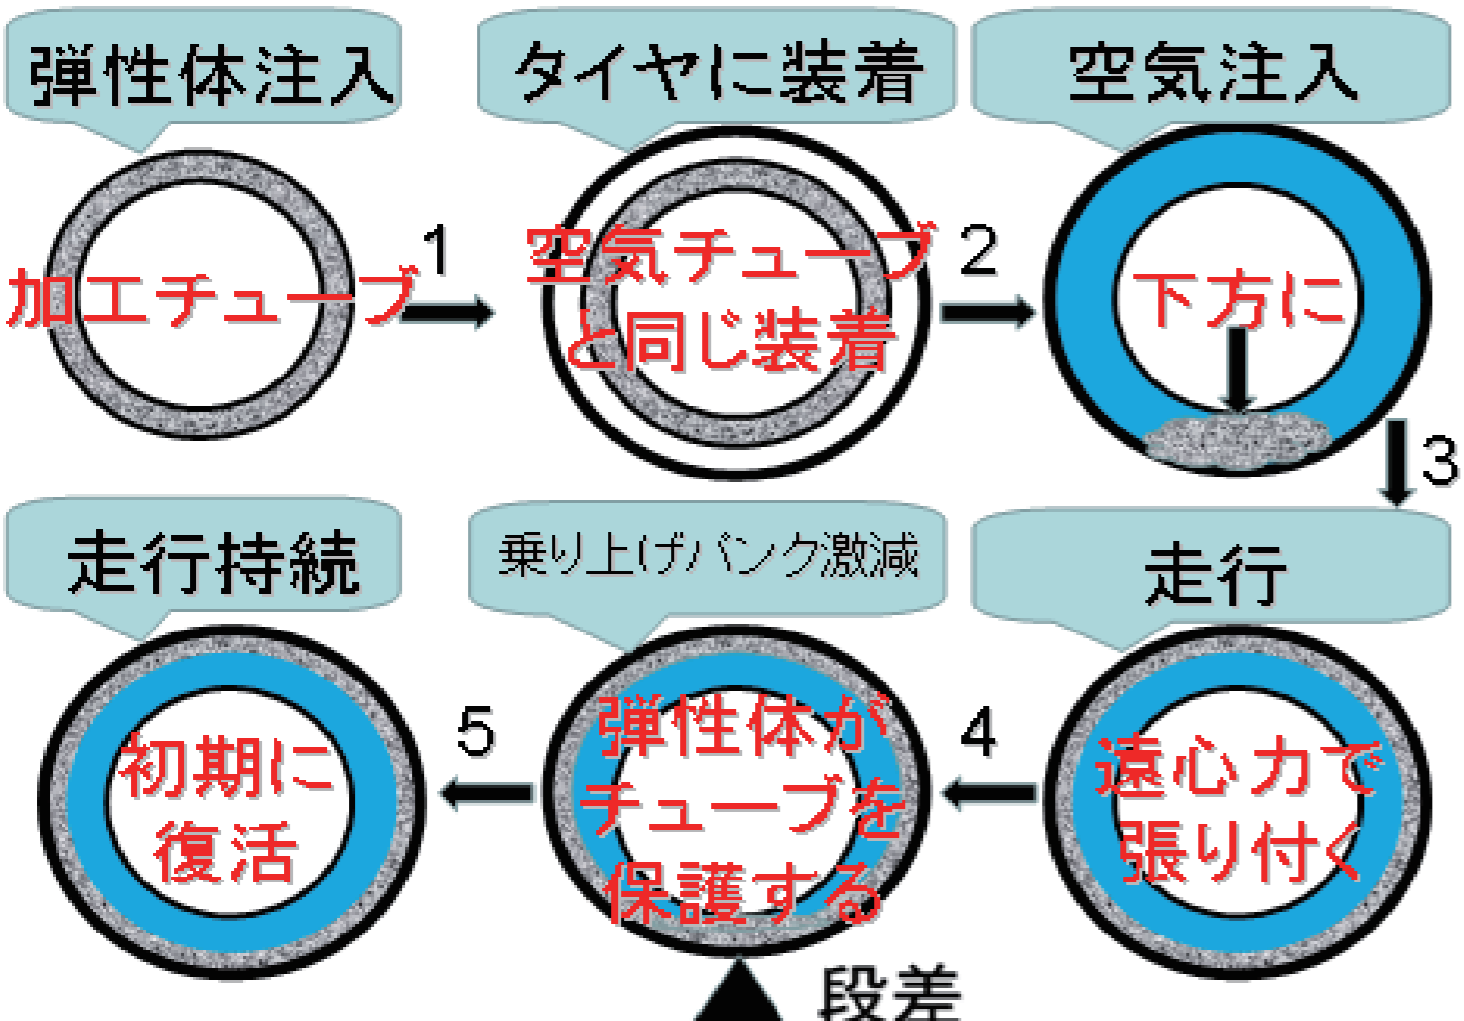 弾性体注入
加工チューブ
1
タイヤに装着
空気チューブ
と同じ装着
2
空気注入
下方に
3
走行
遠心力で
張り付く
4
乗り上げパンク激減
弾性体が
チューブを
保護する
段差
5
走行持続
初期に
復活